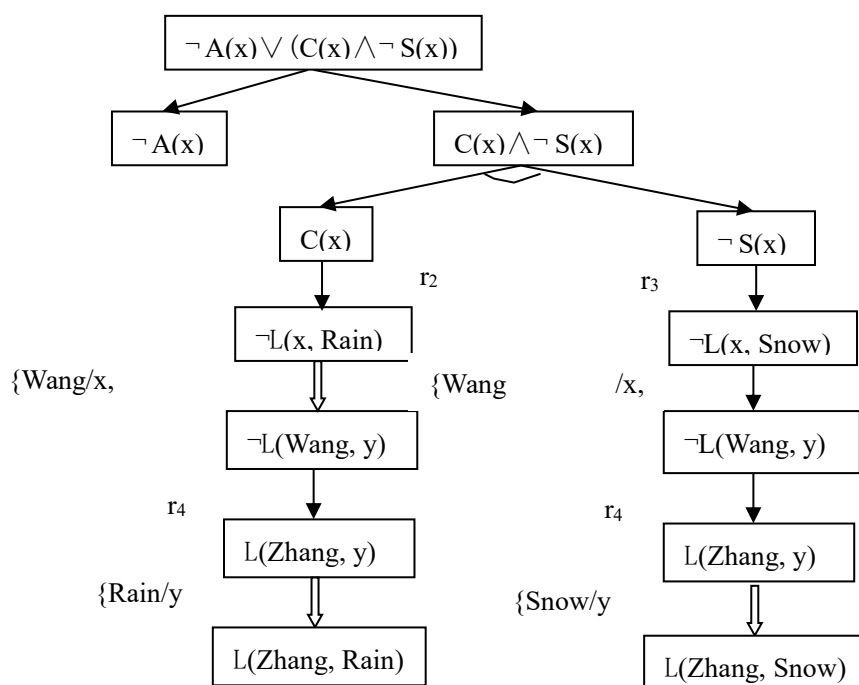 ¬A(x)∨(C(x)∧¬S(x))
¬A(x)
C(x)∧¬S(x)
C(x)
¬S(x)
r₂
r₃
¬L(x, Rain)
¬L(x, Snow)
{Wang/x,
{Wang
/x,
¬L(Wang, y)
¬L(Wang, y)
r₄
r₄
L(Zhang, y)
L(Zhang, y)
{Rain/y
{Snow/y
L(Zhang, Rain)
L(Zhang, Snow)